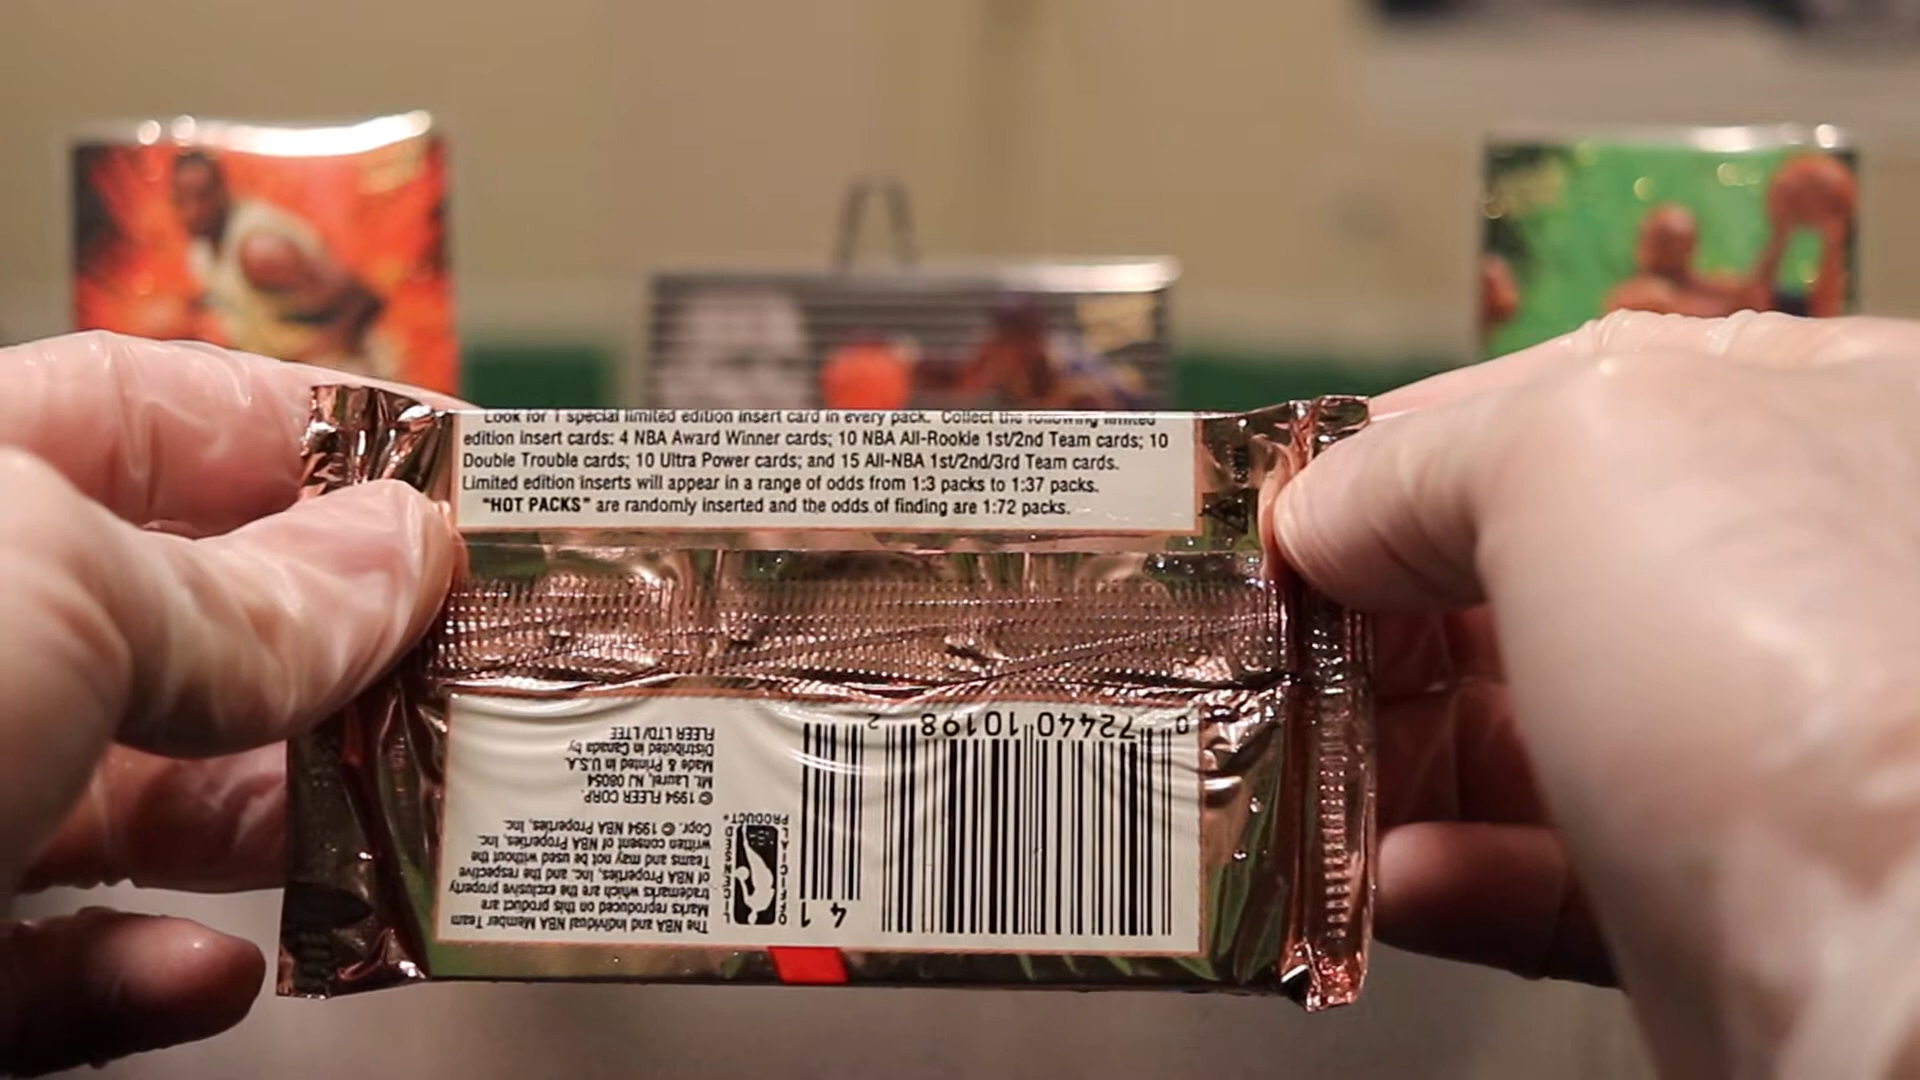 Look for 1 special limited edition insert card in every pack. Collect the following limited
edition insert cards: 4 NBA Award Winner cards; 10 NBA All-Rookie 1st/2nd Team cards; 10
Double Trouble cards; 10 Ultra Power cards; and 15 All-NBA 1st/2nd/3rd Team cards.
Limited edition inserts will appear in a range of odds from 1:3 packs to 1:37 packs.
"HOT PACKS" are randomly inserted and the odds of finding are 1:72 packs.
The NBA and individual NBA Member Team
Marks reproduced on this product are
trademarks which are the exclusive property
of NBA Properties, Inc. and the respective
Teams and may not be used without the
written consent of NBA Properties, Inc.
Copr. © 1994 NBA Properties, Inc.
© 1994 FLEER CORP.
Mt. Laurel, NJ 08054
Made & Printed in U.S.A.
Distributed in Canada by
FLEER LTD/LTEE
OFFICIAL
LICENSED
PRODUCT
41
0 72440 10198 2